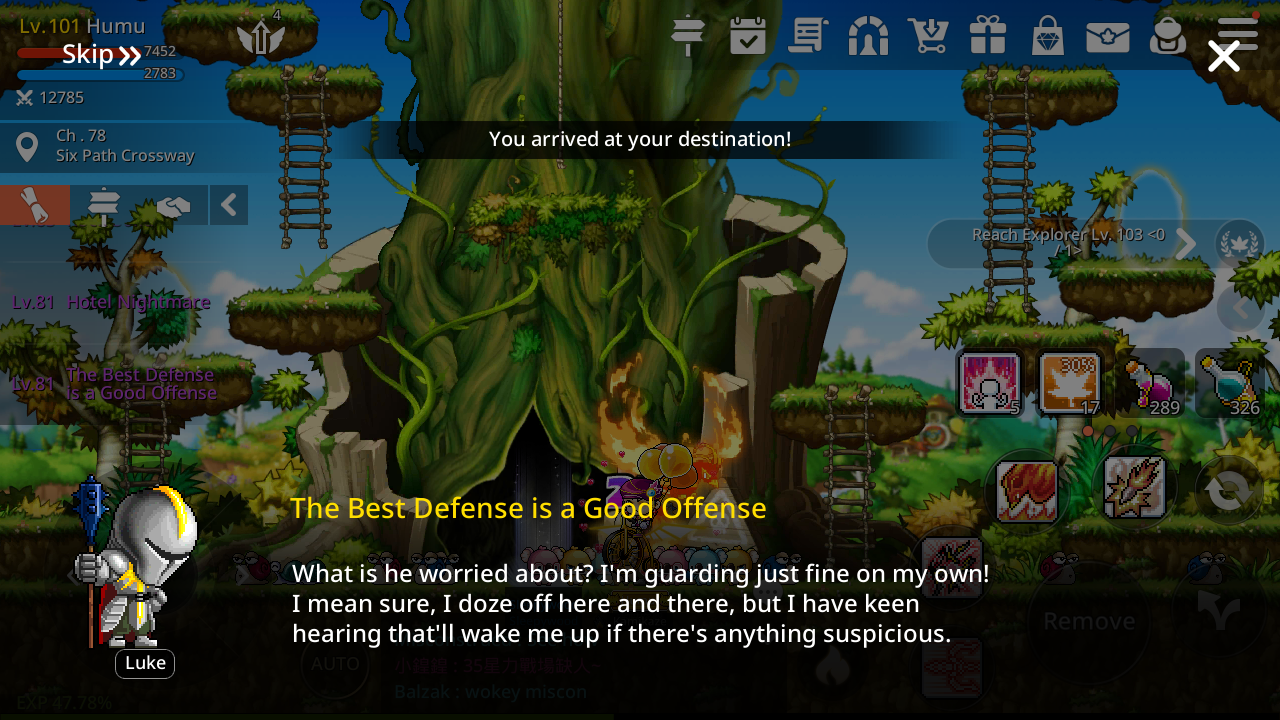 Lv.101 Humu
4
Skip
7452
2783
12785
Ch . 78
Six Path Crossway
You arrived at your destination!
Reach Explorer Lv. 103 <0
/ 1>
Lv.81 Hotel Nightmare
Lv.81 The Best Defense
is a Good Offense
30%
5
17
289
326
The Best Defense is a Good Offense
What is he worried about? I'm guarding just fine on my own!
I mean sure, I doze off here and there, but I have keen
hearing that'll wake me up if there's anything suspicious.
Remove
Luke
AUTO
Balzak : wokey miscon
EXP 47.78%